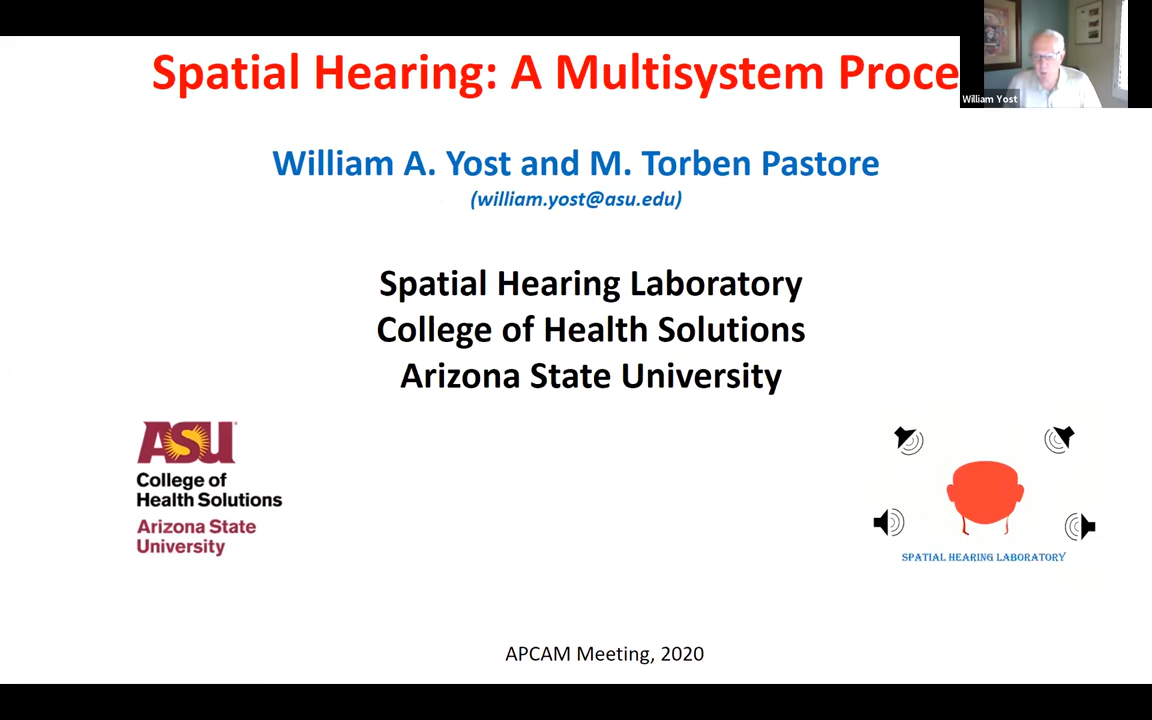 Spatial Hearing: A Multisystem Proce
William Yost
William A. Yost and M. Torben Pastore
(william.yost@asu.edu)
Spatial Hearing Laboratory
College of Health Solutions
Arizona State University
ASU
College of
Health Solutions
Arizona State
University
SPATIAL HEARING LABORATORY
APCAM Meeting, 2020